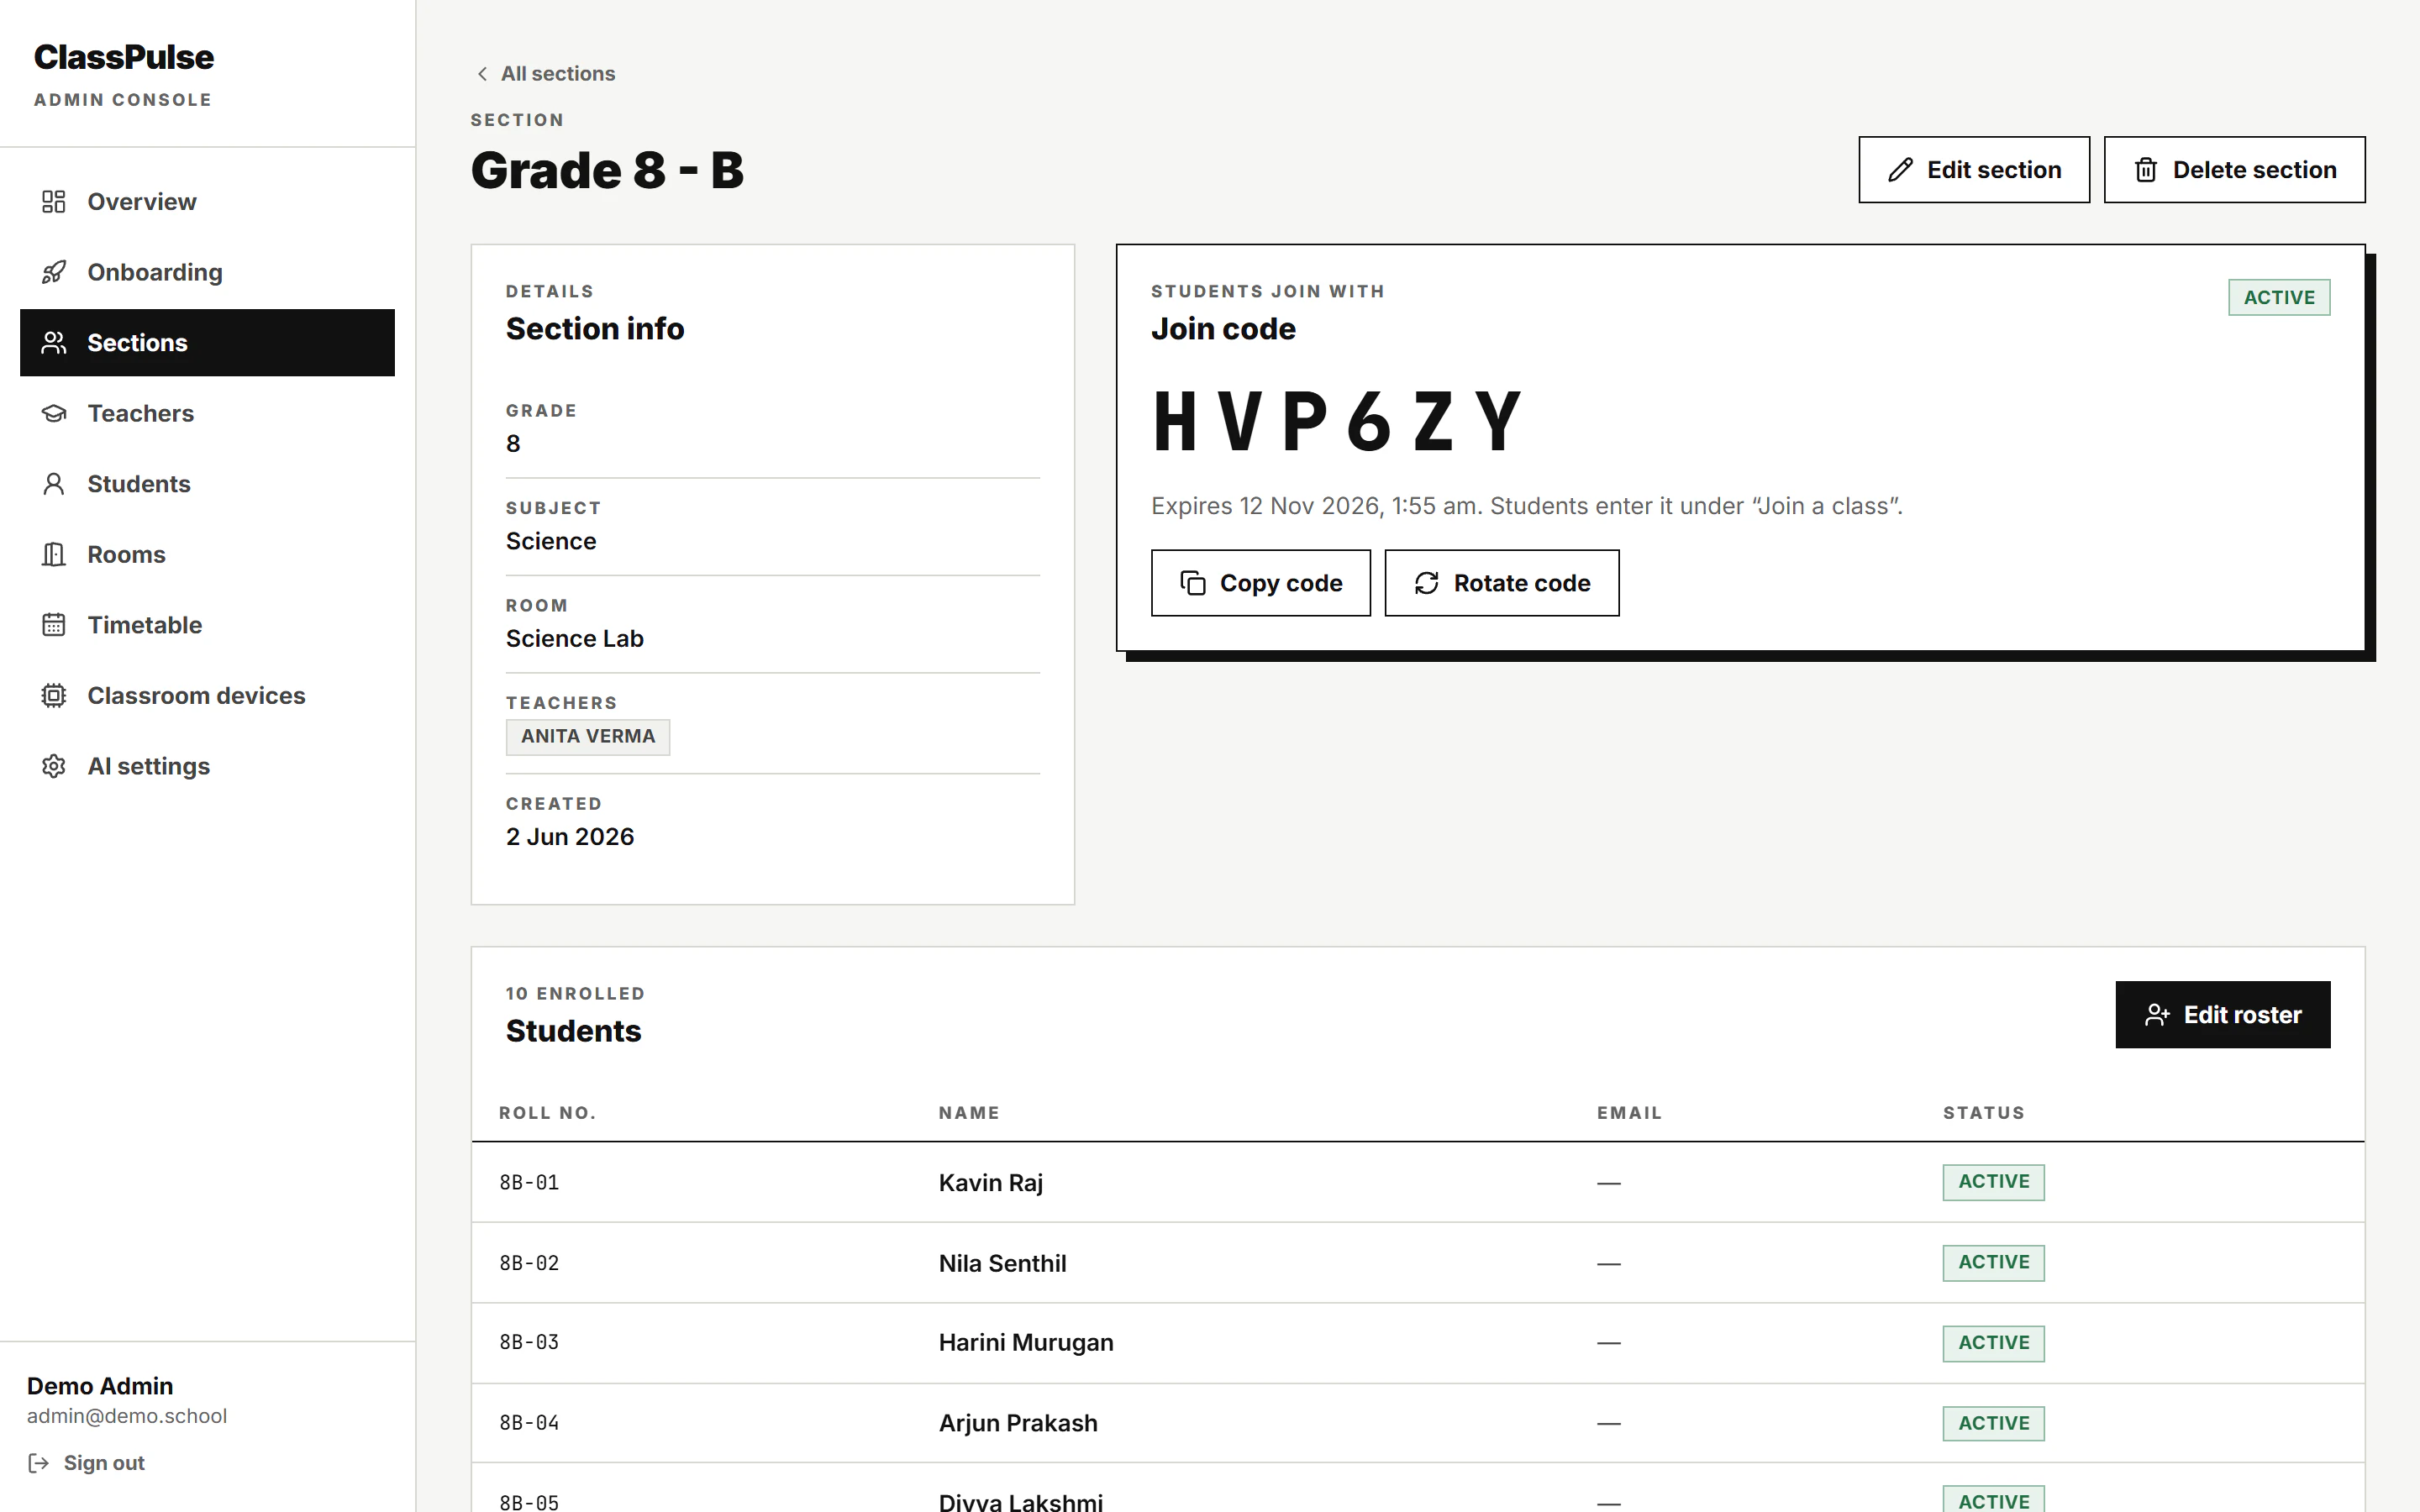 ClassPulse
ADMIN CONSOLE
Overview
Onboarding
Sections
Teachers
Students
Rooms
Timetable
Classroom devices
AI settings
Demo Admin
admin@demo.school
Sign out
All sections
SECTION
Grade 8 - B
Edit section
Delete section
DETAILS
Section info
GRADE
8
SUBJECT
Science
ROOM
Science Lab
TEACHERS
ANITA VERMA
CREATED
2 Jun 2026
STUDENTS JOIN WITH
ACTIVE
Join code
HVP6ZY
Expires 12 Nov 2026, 1:55 am. Students enter it under “Join a class”.
Copy code
Rotate code
10 ENROLLED
Students
Edit roster
ROLL NO. NAME EMAIL STATUS
8B-01 Kavin Raj — ACTIVE
8B-02 Nila Senthil — ACTIVE
8B-03 Harini Murugan — ACTIVE
8B-04 Arjun Prakash — ACTIVE
8B-05 Divya Lakshmi — ACTIVE